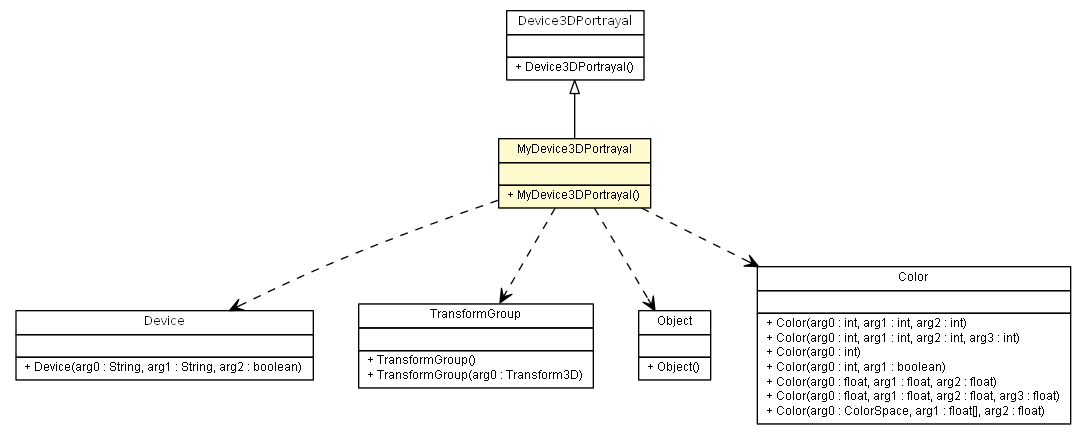 Device3DPortrayal
+ Device3DPortrayal()
MyDevice3DPortrayal
+ MyDevice3DPortrayal()
Device
+ Device(arg0 : String, arg1 : String, arg2 : boolean)
TransformGroup
+ TransformGroup()
+ TransformGroup(arg0 : Transform3D)
Object
+ Object()
Color
+ Color(arg0 : int, arg1 : int, arg2 : int)
+ Color(arg0 : int, arg1 : int, arg2 : int, arg3 : int)
+ Color(arg0 : int)
+ Color(arg0 : int, arg1 : boolean)
+ Color(arg0 : float, arg1 : float, arg2 : float)
+ Color(arg0 : float, arg1 : float, arg2 : float, arg3 : float)
+ Color(arg0 : ColorSpace, arg1 : float[], arg2 : float)